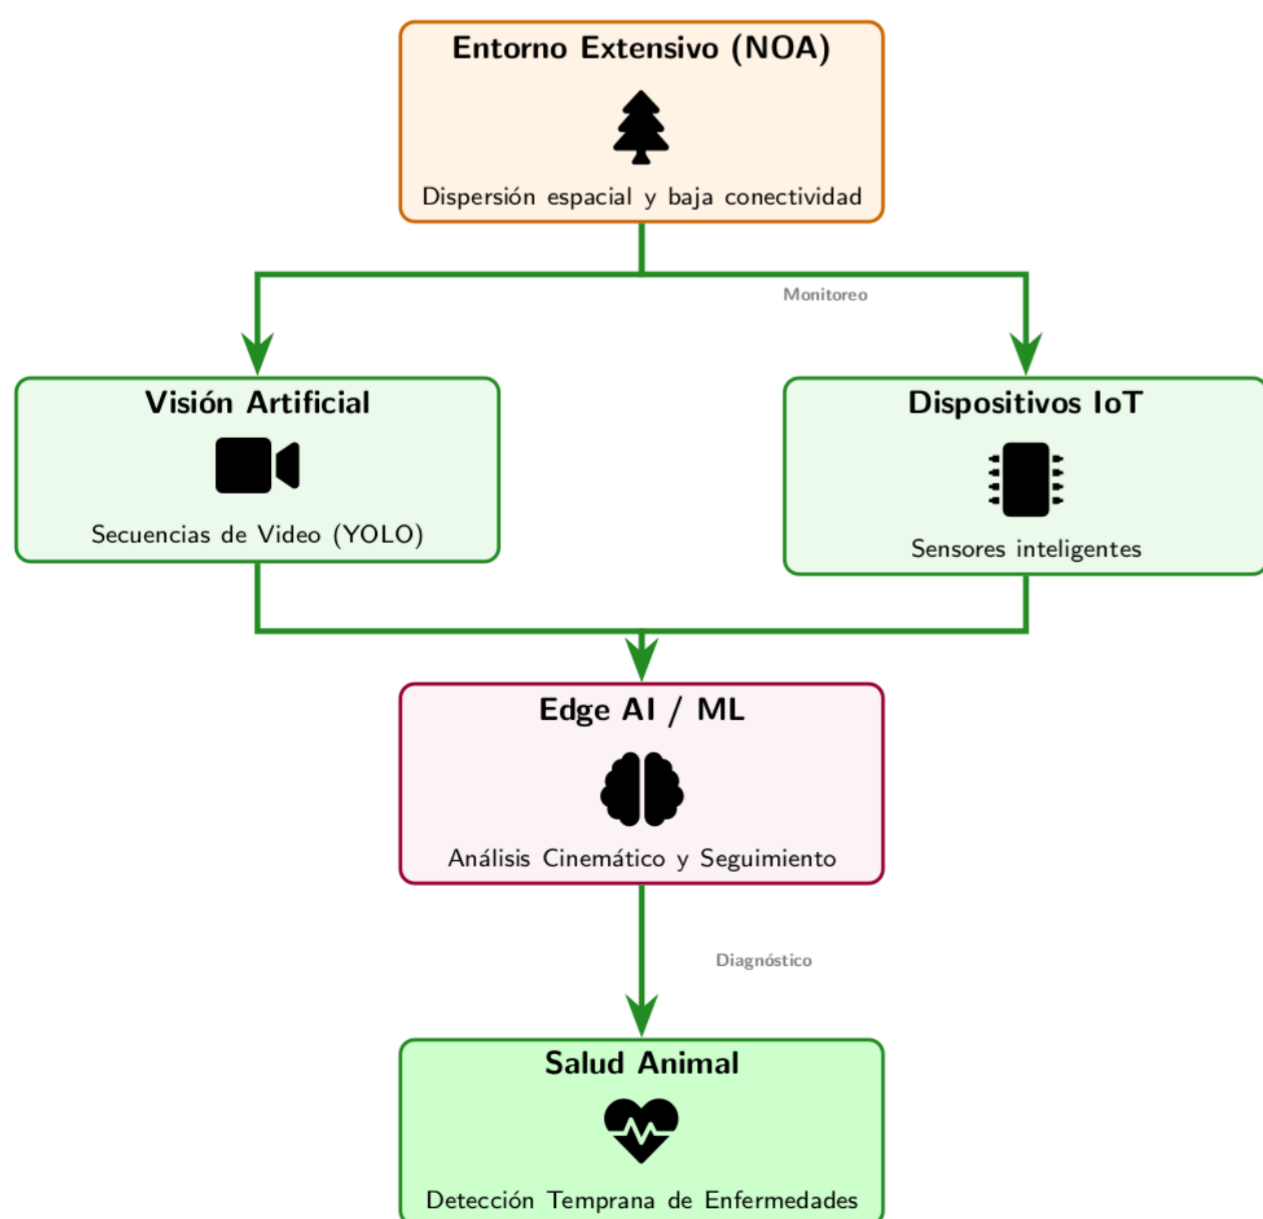 Entorno Extensivo (NOA)
Dispersión espacial y baja conectividad
Monitoreo
Visión Artificial
Secuencias de Video (YOLO)
Dispositivos IoT
Sensores inteligentes
Edge AI / ML
Análisis Cinemático y Seguimiento
Diagnóstico
Salud Animal
Detección Temprana de Enfermedades